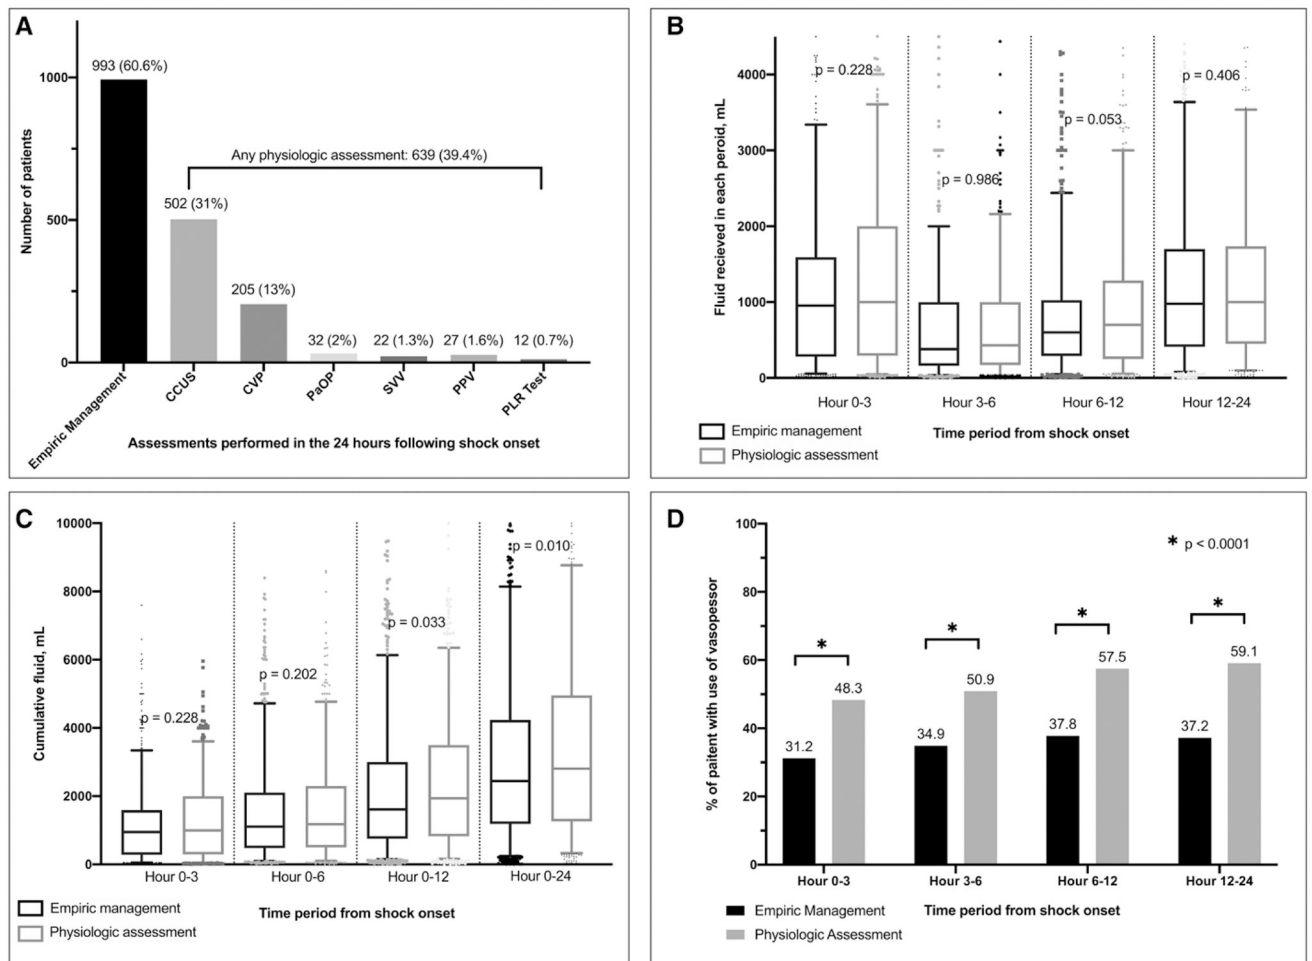 A
Number of patients
1000
500
0
993 (60.6%)
Any physiologic assessment: 639 (39.4%)
502 (31%)
205 (13%)
32 (2%)
22 (1.3%)
27 (1.6%)
12 (0.7%)
Empiric Management
CCUS
CVP
PaOP
SVV
PPV
PLR Test
Assessments performed in the 24 hours following shock onset
B
Fluid recieved in each peroid, mL
4000
3000
2000
1000
0
p = 0.228
p = 0.986
p = 0.053
p = 0.406
Hour 0-3
Hour 3-6
Hour 6-12
Hour 12-24
Time period from shock onset
Empiric management
Physiologic assessment
C
Cumulative fluid, mL
10000
8000
6000
4000
2000
0
p = 0.228
p = 0.202
p = 0.033
p = 0.010
Hour 0-3
Hour 0-6
Hour 0-12
Hour 0-24
Time period from shock onset
Empiric management
Physiologic assessment
D
% of paitent with use of vasopessor
100
80
60
40
20
0
* p < 0.0001
*
*
*
*
31.2
48.3
34.9
50.9
37.8
57.5
37.2
59.1
Hour 0-3
Hour 3-6
Hour 6-12
Hour 12-24
Time period from shock onset
Empiric Management
Physiologic Assessment